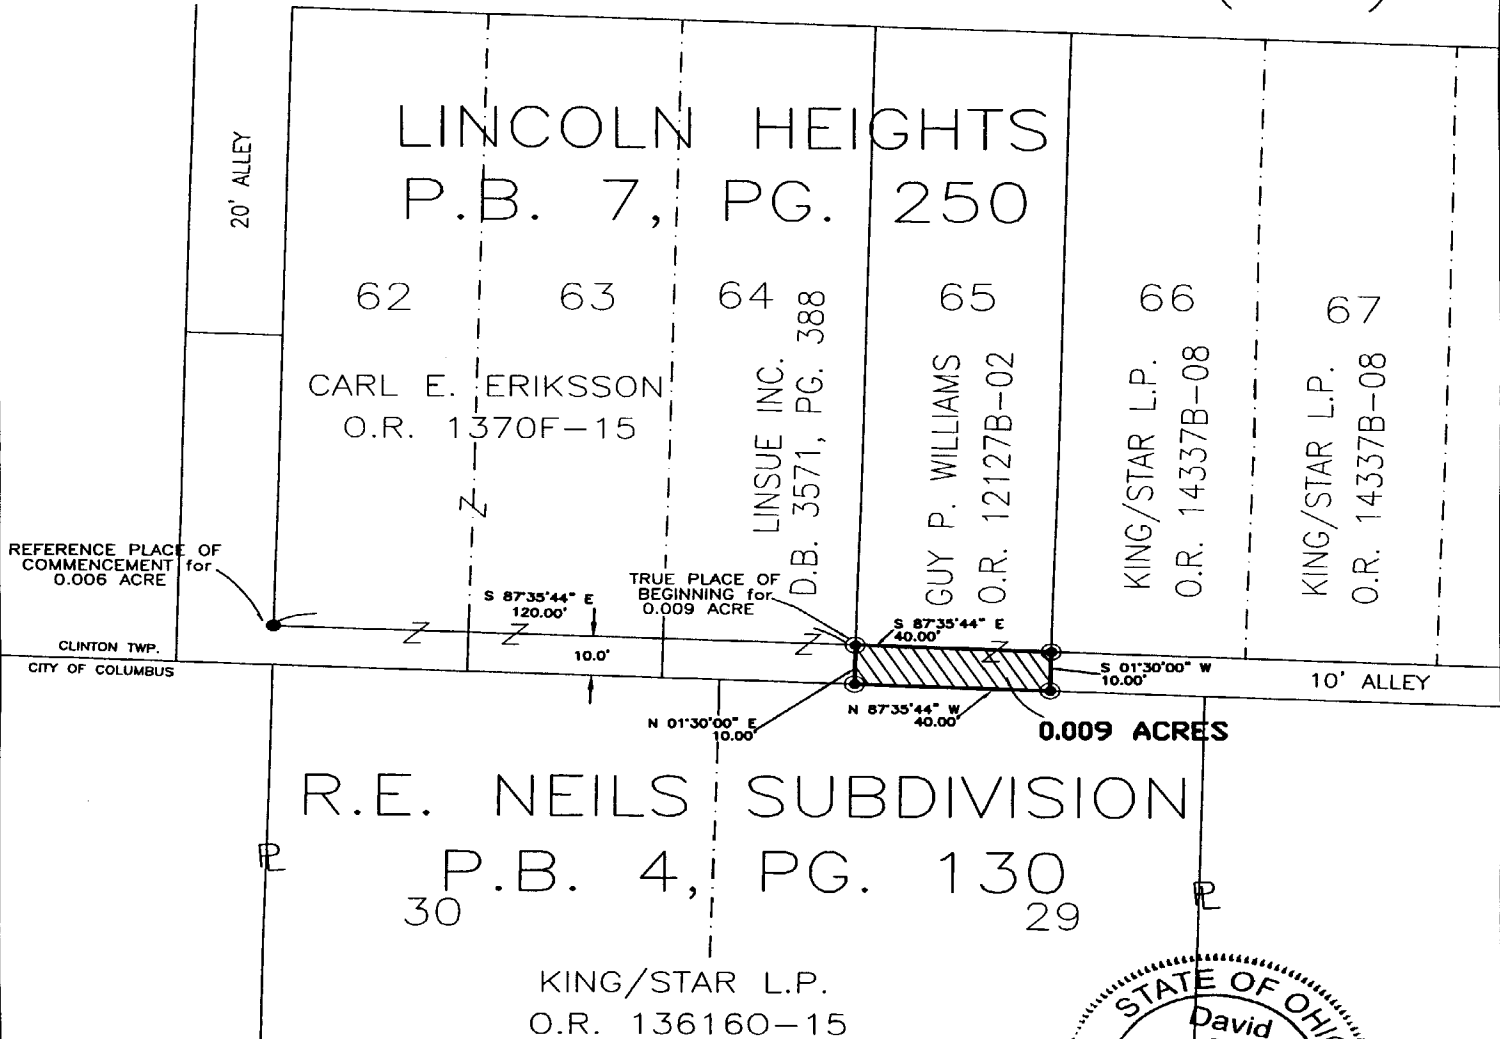 LINCOLN HEIGHTS
P.B. 7, PG. 250
20' ALLEY
62
63
64
65
66
67
CARL E. ERIKSSON
O.R. 1370F-15
LINSUE INC.
D.B. 3571, PG. 388
GUY P. WILLIAMS
O.R. 12127B-02
KING/STAR L.P.
O.R. 14337B-08
KING/STAR L.P.
O.R. 14337B-08
REFERENCE PLACE OF
COMMENCEMENT for
0.006 ACRE
TRUE PLACE OF
BEGINNING for
0.009 ACRE
S 87°35'44" E
120.00'
S 87°35'44" E
40.00'
CLINTON TWP.
CITY OF COLUMBUS
10.0'
S 01°30'00" W
10.00'
10' ALLEY
N 01°30'00" E
10.00'
N 87°35'44" W
40.00'
0.009 ACRES
R.E. NEILS SUBDIVISION
P.B. 4, PG. 130
30
29
PL
PL
KING/STAR L.P.
O.R. 13616O-15
STATE OF OHIO
David